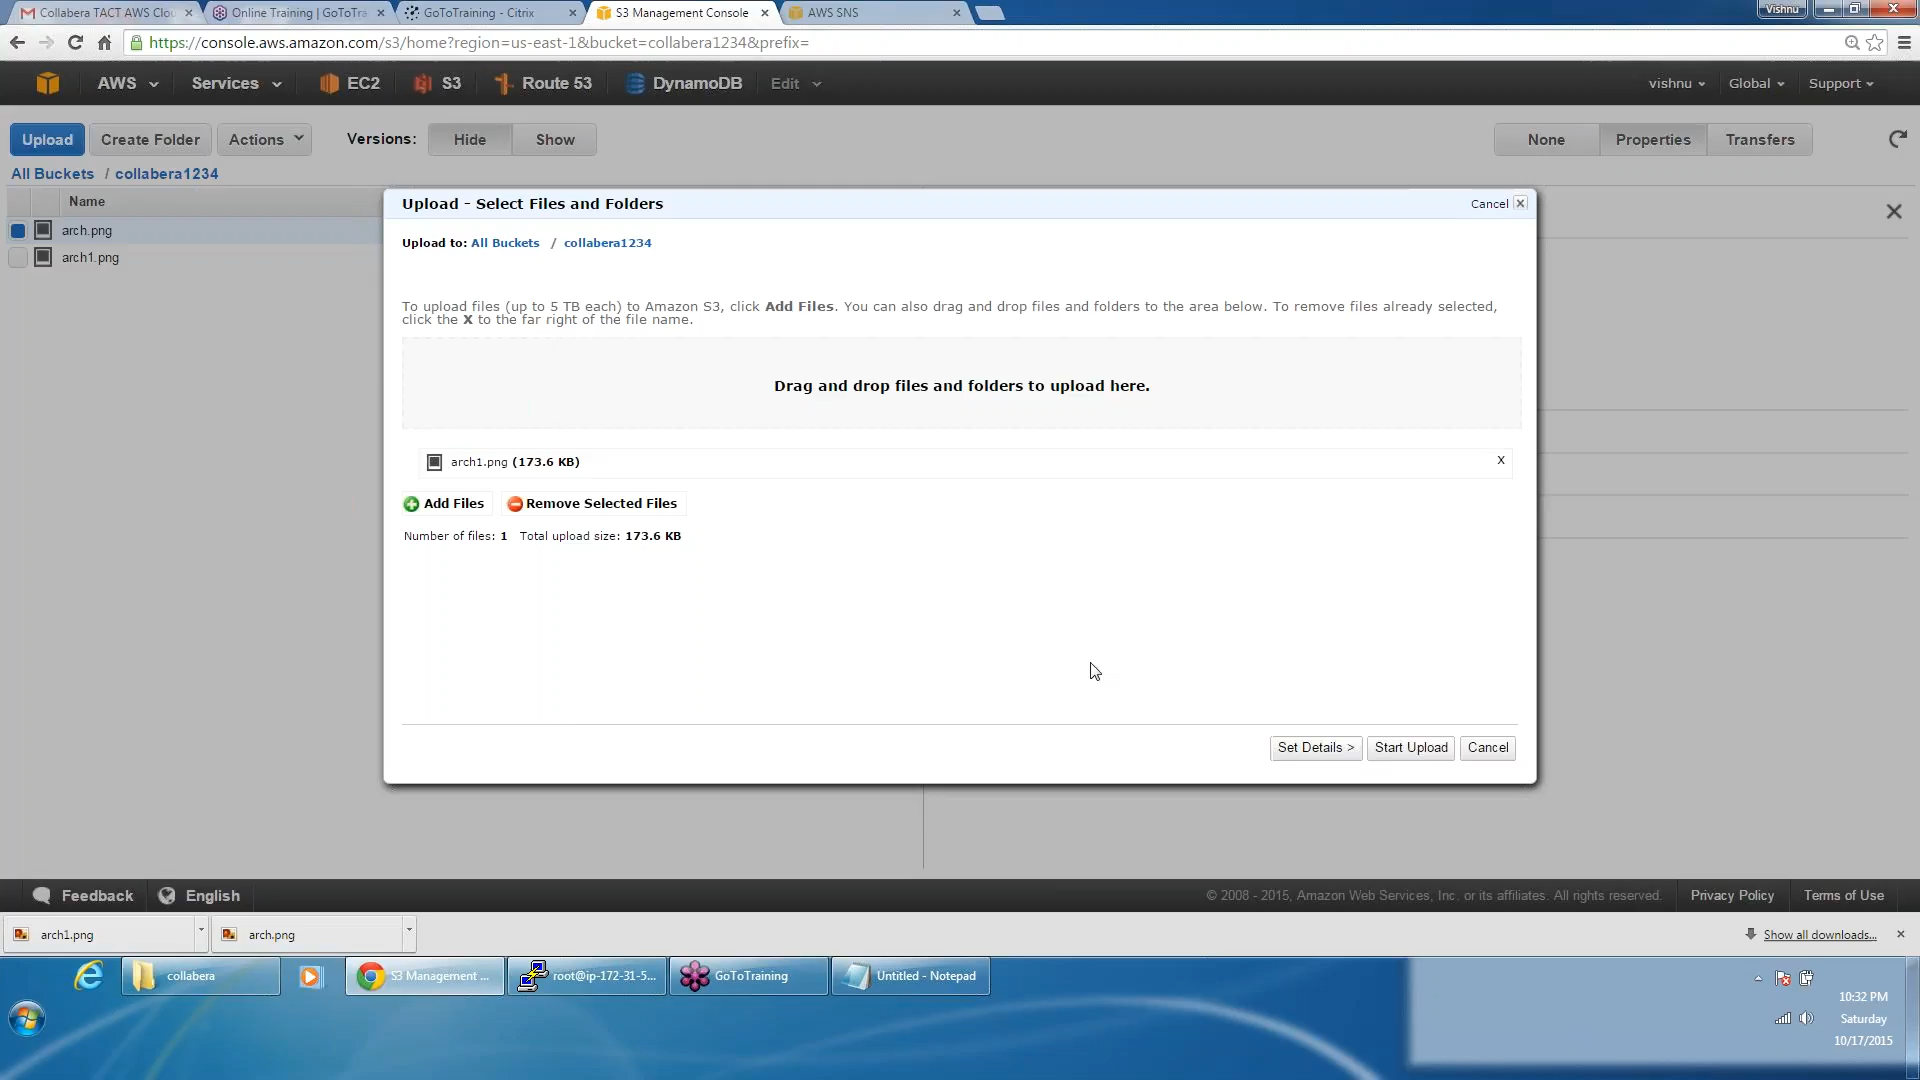 Collabera TACT AWS Clou
Online Training | GoToTra
GoToTraining - Citrix
S3 Management Console
AWS SNS
Vishnu
https://console.aws.amazon.com/s3/home?region=us-east-1&bucket=collabera1234&prefix=
AWS Services EC2 S3 Route 53 DynamoDB Edit vishnu Global Support
Upload Create Folder Actions Versions: Hide Show None Properties Transfers
All Buckets / collabera1234
Name
arch.png
arch1.png
Upload - Select Files and Folders
Cancel
Upload to: All Buckets / collabera1234
To upload files (up to 5 TB each) to Amazon S3, click Add Files. You can also drag and drop files and folders to the area below. To remove files already selected,
click the X to the far right of the file name.
Drag and drop files and folders to upload here.
arch1.png (173.6 KB) X
Add Files Remove Selected Files
Number of files: 1 Total upload size: 173.6 KB
Set Details > Start Upload Cancel
Feedback English © 2008 - 2015, Amazon Web Services, Inc. or its affiliates. All rights reserved. Privacy Policy Terms of Use
arch1.png arch.png Show all downloads...
collabera S3 Management ... root@ip-172-31-5... GoToTraining Untitled - Notepad
10:32 PM
Saturday
10/17/2015